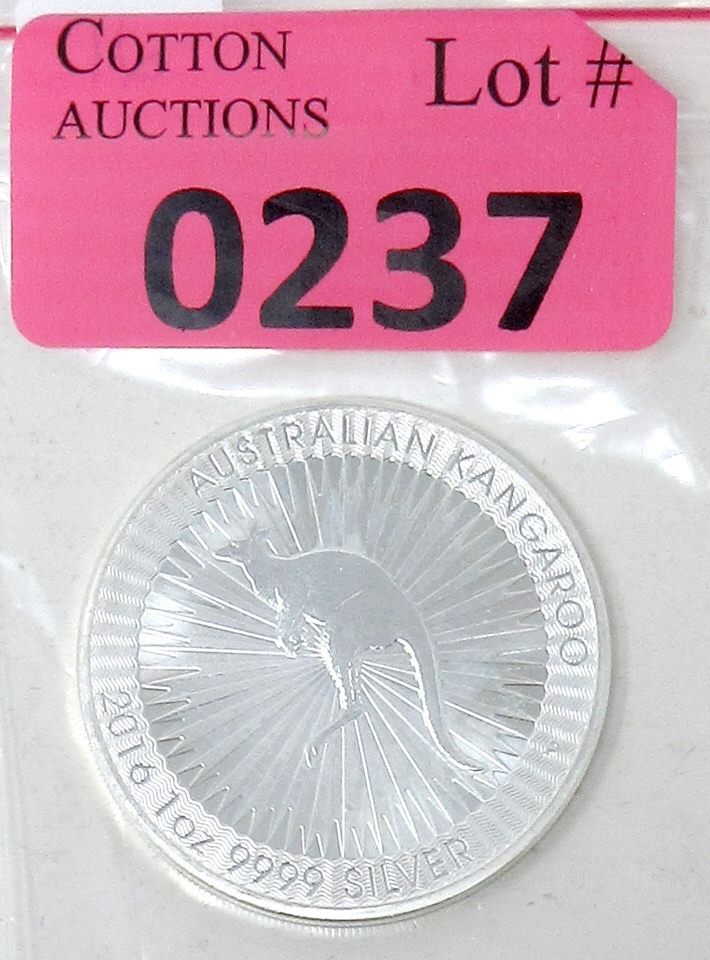 COTTON Lot #
AUCTIONS
0237
AUSTRALIAN KANGAROO
2016 1oz 9999 SILVER